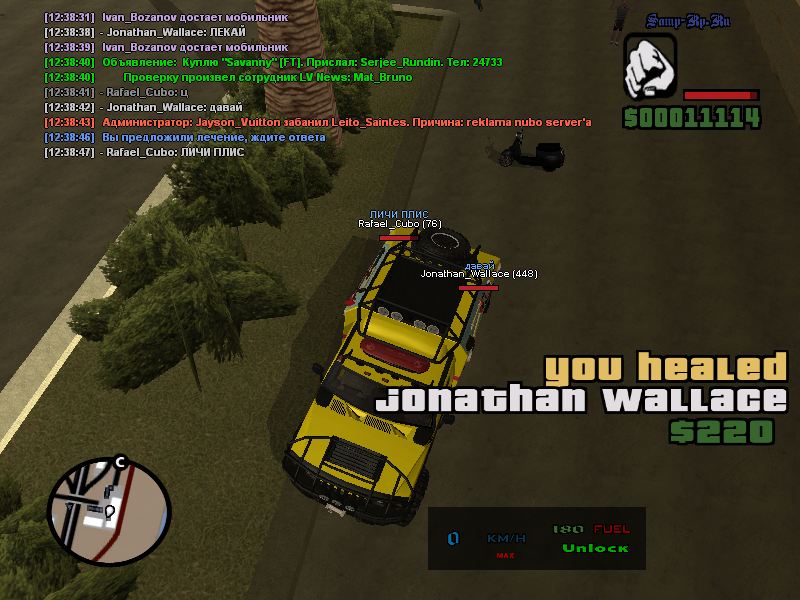 [12:38:31] Ivan_Bozanov достает мобильник
[12:38:38] - Jonathan_Wallace: ЛЕКАЙ
[12:38:39] Ivan_Bozanov достает мобильник
[12:38:40] Объявление: Куплю "Savanny" [FT]. Прислал: Serjee_Rundin. Тел: 24733
[12:38:40] Проверку произвел сотрудник LV News: Mat_Bruno
[12:38:41] - Rafael_Cubo: ц
[12:38:42] - Jonathan_Wallace: давай
[12:38:43] Администратор: Jayson_Vuitton забанил Leito_Saintes. Причина: reklama nubo server'a
[12:38:46] Вы предложили лечение, ждите ответа
[12:38:47] - Rafael_Cubo: ЛИЧИ ПЛИС
Samp-Rp.Ru
$00011114
ЛИЧИ ПЛИС
Rafael_Cubo (76)
давай
Jonathan_Wallace (448)
you healed
Jonathan Wallace
$220
C
0 KM/H 180 FUEL
MAX Unlock